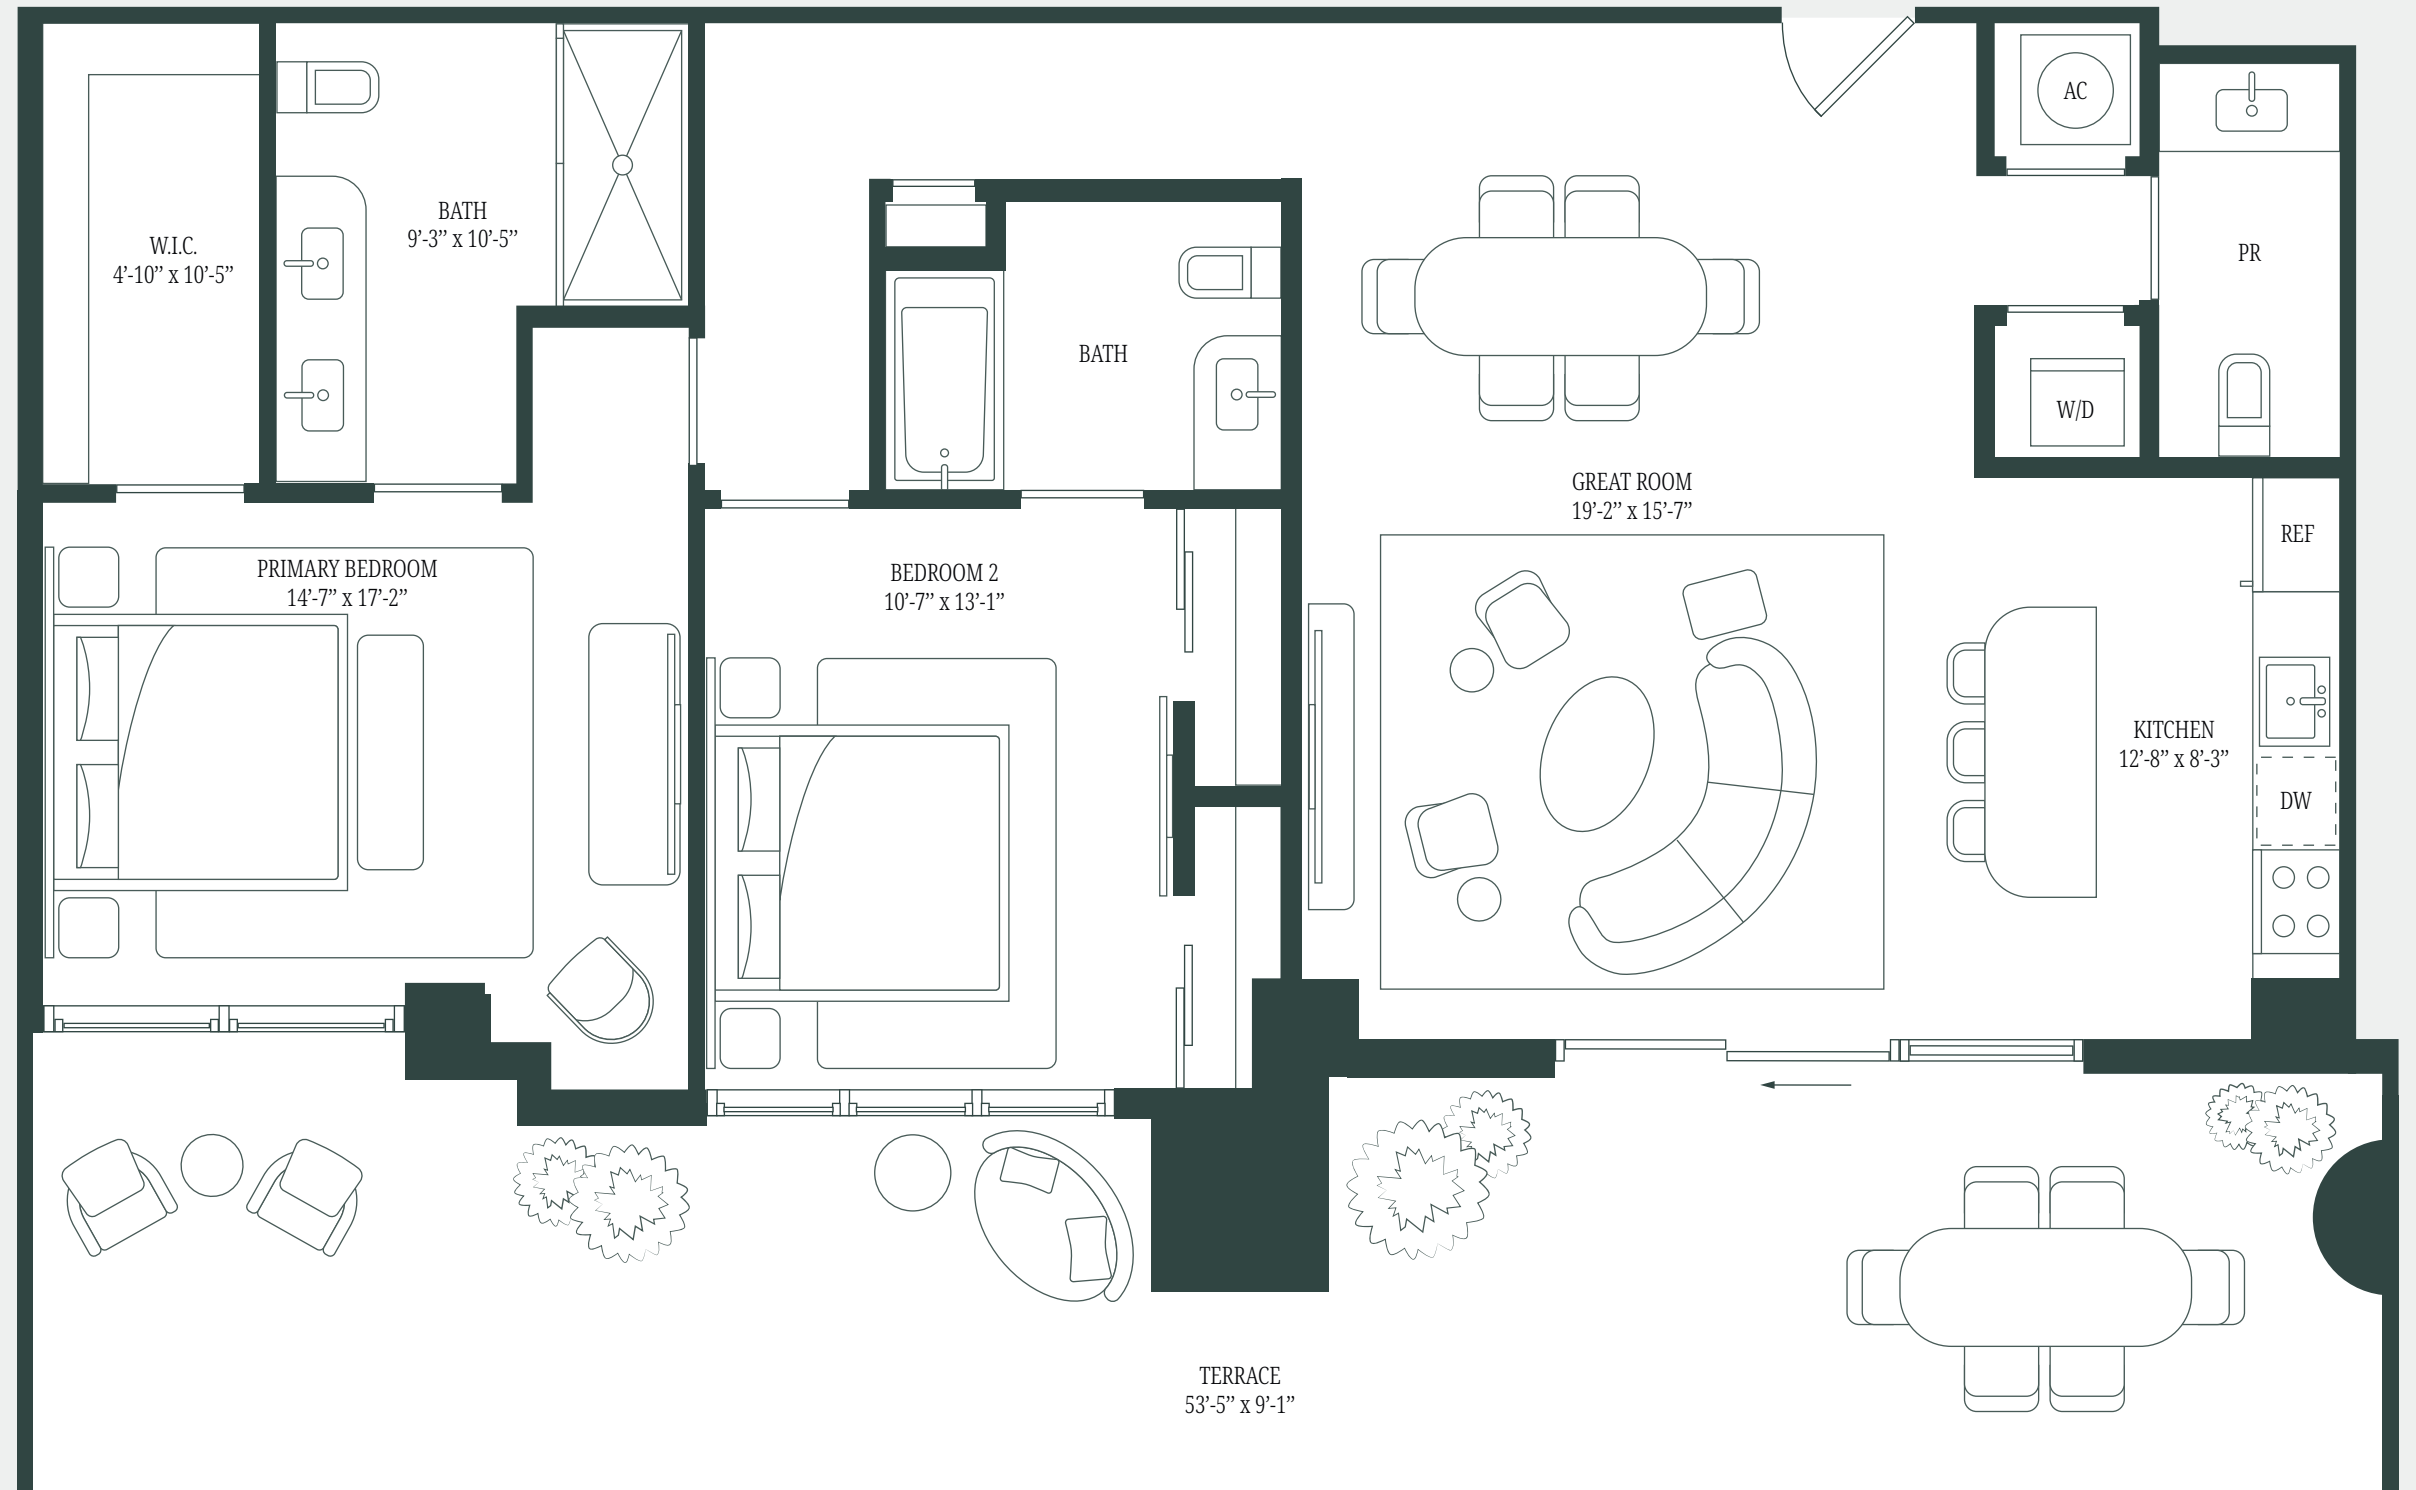 AC
BATH
9’-3” x 10’-5”
W.I.C.
4’-10” x 10’-5”
PR
BATH
W/D
GREAT ROOM
19’-2” x 15’-7”
REF
PRIMARY BEDROOM
14’-7” x 17’-2”
BEDROOM 2
10’-7” x 13’-1”
KITCHEN
12’-8” x 8’-3”
DW
TERRACE
53’-5” x 9’-1”